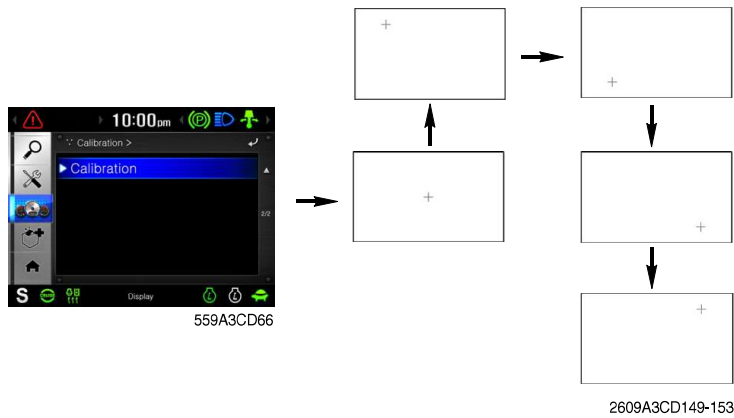 10:00pm (P)
∵ Calibration >
Calibration
2/2
S
Display
559A3CD66
2609A3CD149-153